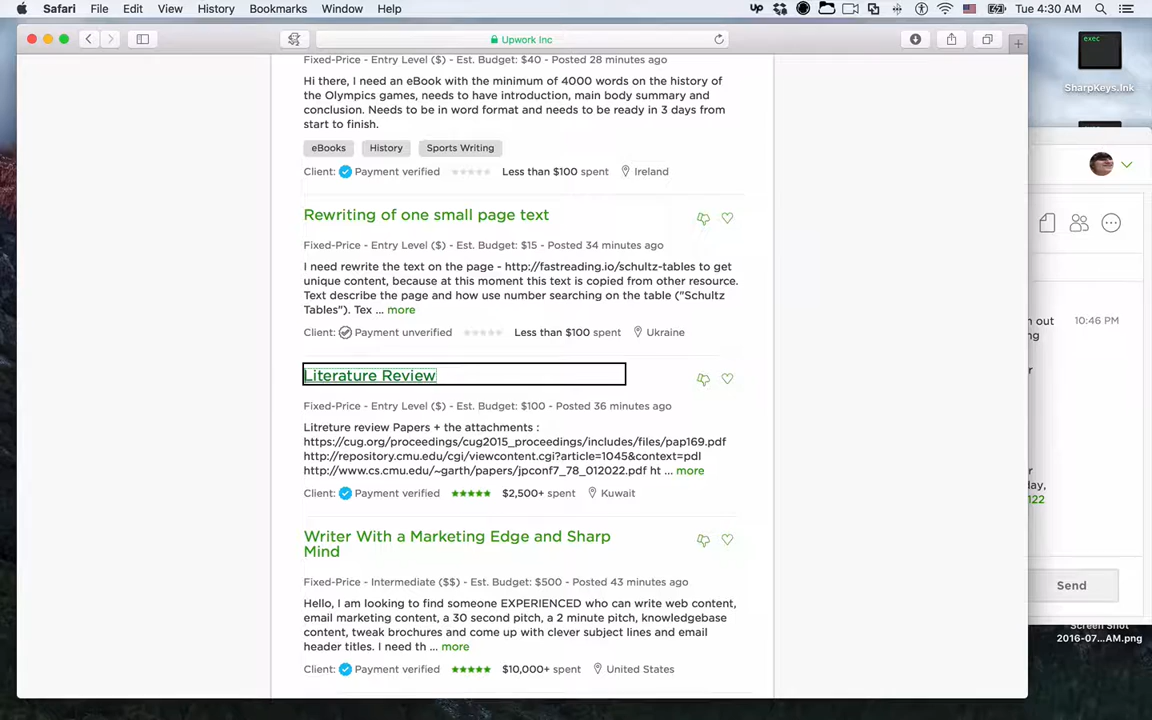 Safari File Edit View History Bookmarks Window Help
UP
Tue 4:30 AM
Upwork Inc
exec
SharpKeys.lnk
Fixed-Price - Entry Level ($) - Est. Budget: $40 - Posted 28 minutes ago
Hi there, I need an eBook with the minimum of 4000 words on the history of
the Olympics games, needs to have introduction, main body summary and
conclusion. Needs to be in word format and needs to be ready in 3 days from
start to finish.
eBooks History Sports Writing
Client: Payment verified Less than $100 spent Ireland
Rewriting of one small page text
Fixed-Price - Entry Level ($) - Est. Budget: $15 - Posted 34 minutes ago
I need rewrite the text on the page - http://fastreading.io/schultz-tables to get
unique content, because at this moment this text is copied from other resource.
Text describe the page and how use number searching on the table ("Schultz
Tables"). Tex ... more
Client: Payment unverified Less than $100 spent Ukraine
Literature Review
Fixed-Price - Entry Level ($) - Est. Budget: $100 - Posted 36 minutes ago
Litreture review Papers + the attachments :
https://cug.org/proceedings/cug2015_proceedings/includes/files/pap169.pdf
http://repository.cmu.edu/cgi/viewcontent.cgi?article=1045&context=pdl
http://www.cs.cmu.edu/~garth/papers/jpconf7_78_012022.pdf ht ... more
Client: Payment verified $2,500+ spent Kuwait
Writer With a Marketing Edge and Sharp
Mind
Fixed-Price - Intermediate ($$) - Est. Budget: $500 - Posted 43 minutes ago
Hello, I am looking to find someone EXPERIENCED who can write web content,
email marketing content, a 30 second pitch, a 2 minute pitch, knowledgebase
content, tweak brochures and come up with clever subject lines and email
header titles. I need th ... more
Client: Payment verified $10,000+ spent United States
out 10:46 PM
day,
122
Send
Screen Shot
2016-07...AM.png